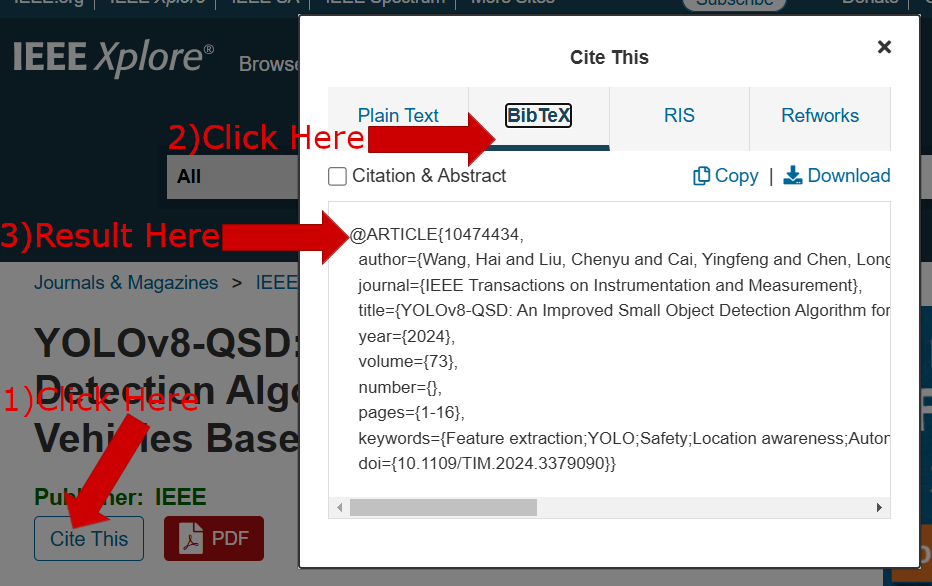 IEEE.org IEEE Xplore IEEE SA IEEE Spectrum More Sites Subscribe Donate
IEEE Xplore® Browse
Cite This
Plain Text BibTeX RIS Refworks
2)Click Here
All
Citation & Abstract Copy | Download
3)Result Here
@ARTICLE{10474434,
author={Wang, Hai and Liu, Chenyu and Cai, Yingfeng and Chen, Long
journal={IEEE Transactions on Instrumentation and Measurement},
title={YOLOv8-QSD: An Improved Small Object Detection Algorithm for
year={2024},
volume={73},
number={},
pages={1-16},
keywords={Feature extraction;YOLO;Safety;Location awareness;Auton
doi={10.1109/TIM.2024.3379090}}
Journals & Magazines > IEEE
YOLOv8-QSD:
Detection Algo
1)Click Here
Vehicles Base
Publisher: IEEE
Cite This PDF